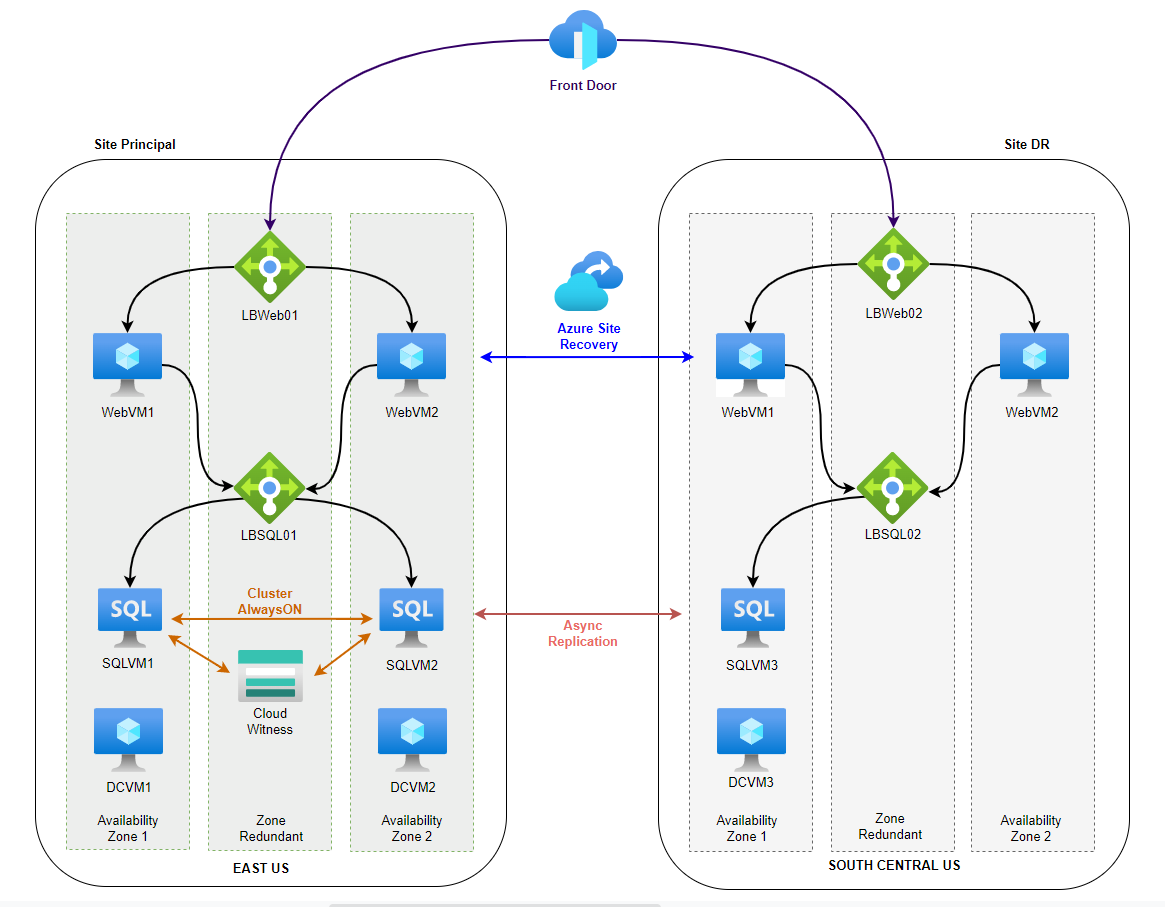 Front Door
Site Principal
Site DR
LBWeb01
LBWeb02
Azure Site
Recovery
WebVM1
WebVM2
WebVM1
WebVM2
LBSQL01
LBSQL02
Cluster
AlwaysON
SQL
SQL
SQL
Async
Replication
SQLVM1
SQLVM2
SQLVM3
Cloud
Witness
DCVM1
DCVM2
DCVM3
Availability
Zone 1
Zone
Redundant
Availability
Zone 2
Availability
Zone 1
Zone
Redundant
Availability
Zone 2
EAST US
SOUTH CENTRAL US